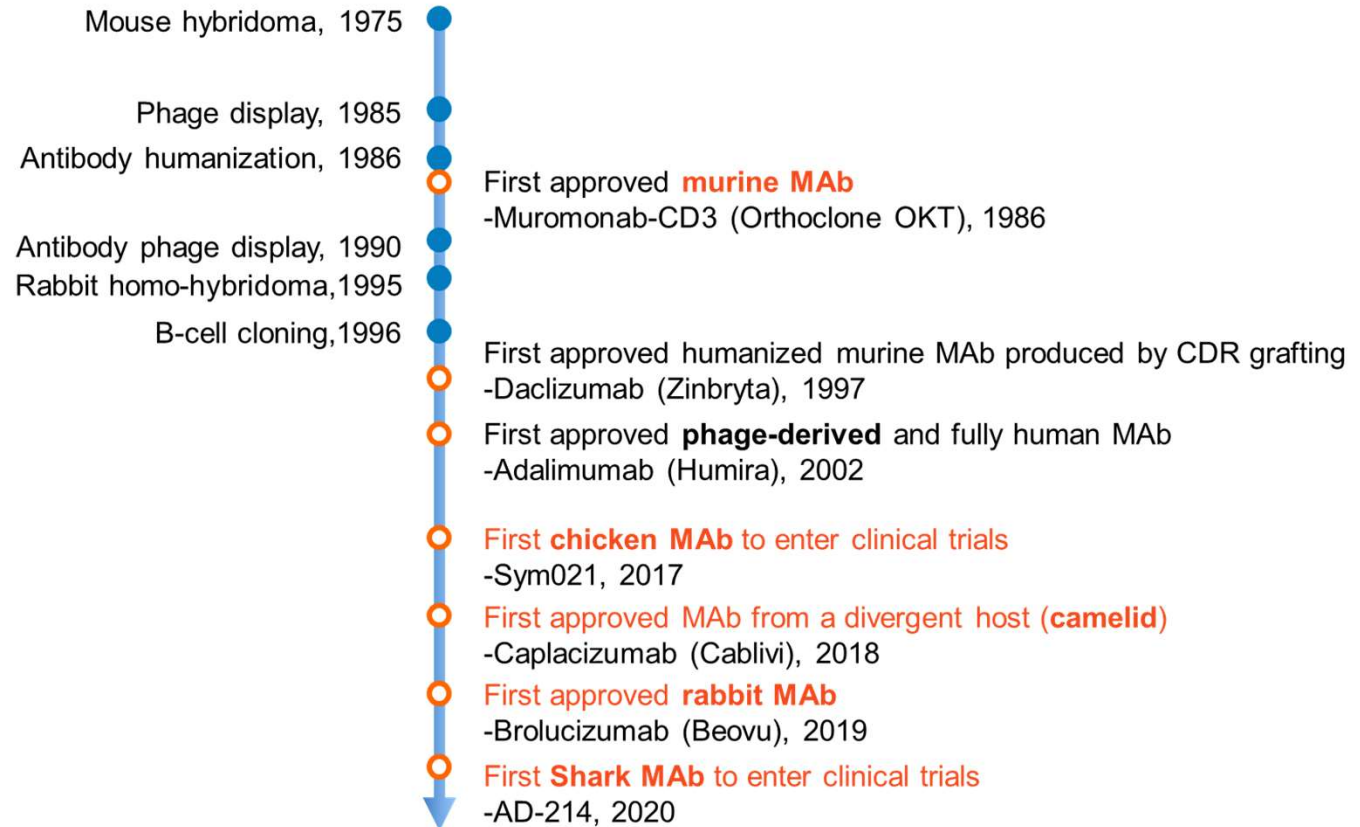 Mouse hybridoma, 1975
Phage display, 1985
Antibody humanization, 1986
First approved murine MAb
-Muromonab-CD3 (Orthoclone OKT), 1986
Antibody phage display, 1990
Rabbit homo-hybridoma,1995
B-cell cloning,1996
First approved humanized murine MAb produced by CDR grafting
-Daclizumab (Zinbryta), 1997
First approved phage-derived and fully human MAb
-Adalimumab (Humira), 2002
First chicken MAb to enter clinical trials
-Sym021, 2017
First approved MAb from a divergent host (camelid)
-Caplacizumab (Cablivi), 2018
First approved rabbit MAb
-Brolucizumab (Beovu), 2019
First Shark MAb to enter clinical trials
-AD-214, 2020